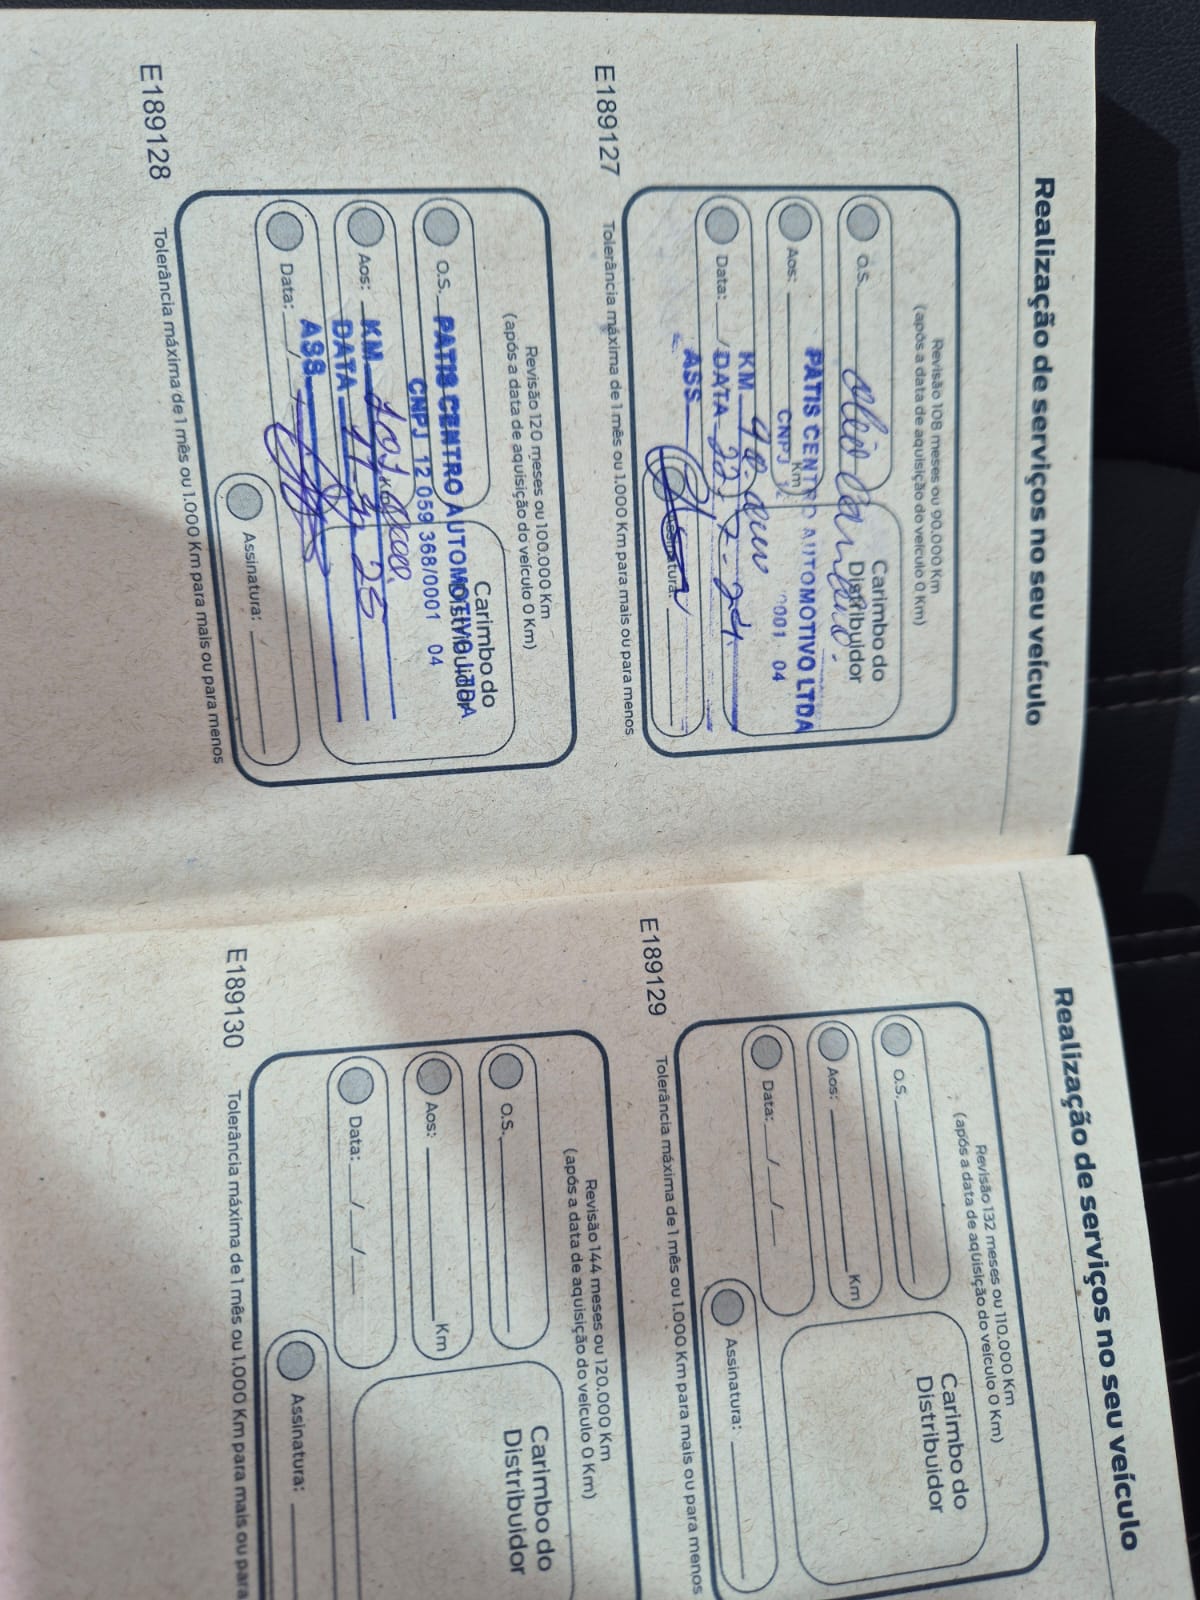 Realização de serviços no seu veículo
Revisão 108 meses ou 90.000 Km
(após a data de aquisição do veículo 0 Km)
O.S.
Carimbo do
Distribuidor
Aos: Km
PATIS CENTRO AUTOMOTIVO LTDA
CNPJ 12 0001 04
KM
Data: / DATA 22-7-24
ASS
Assinatura:
E189127
Tolerância máxima de 1 mês ou 1.000 Km para mais ou para menos
Revisão 120 meses ou 100.000 Km
(após a data de aquisição do veículo 0 Km)
Carimbo do
Distribuidor
O.S. PATIS CENTRO AUTOMOTIVO LTDA
CNPJ 12 059 368/0001 04
Aos: KM Km
DATA
Data: / / ASS
Assinatura:
E189128
Tolerância máxima de 1 mês ou 1.000 Km para mais ou para menos
Realização de serviços no seu veículo
Revisão 132 meses ou 110.000 Km
(após a data de aquisição do veículo 0 Km)
O.S.
Carimbo do
Distribuidor
Aos: Km
Data: / /
Assinatura:
E189129
Tolerância máxima de 1 mês ou 1.000 Km para mais ou para menos
Revisão 144 meses ou 120.000 Km
(após a data de aquisição do veículo 0 Km)
O.S.
Carimbo do
Distribuidor
Aos: Km
Data: / /
Assinatura:
E189130
Tolerância máxima de 1 mês ou 1.000 Km para mais ou para